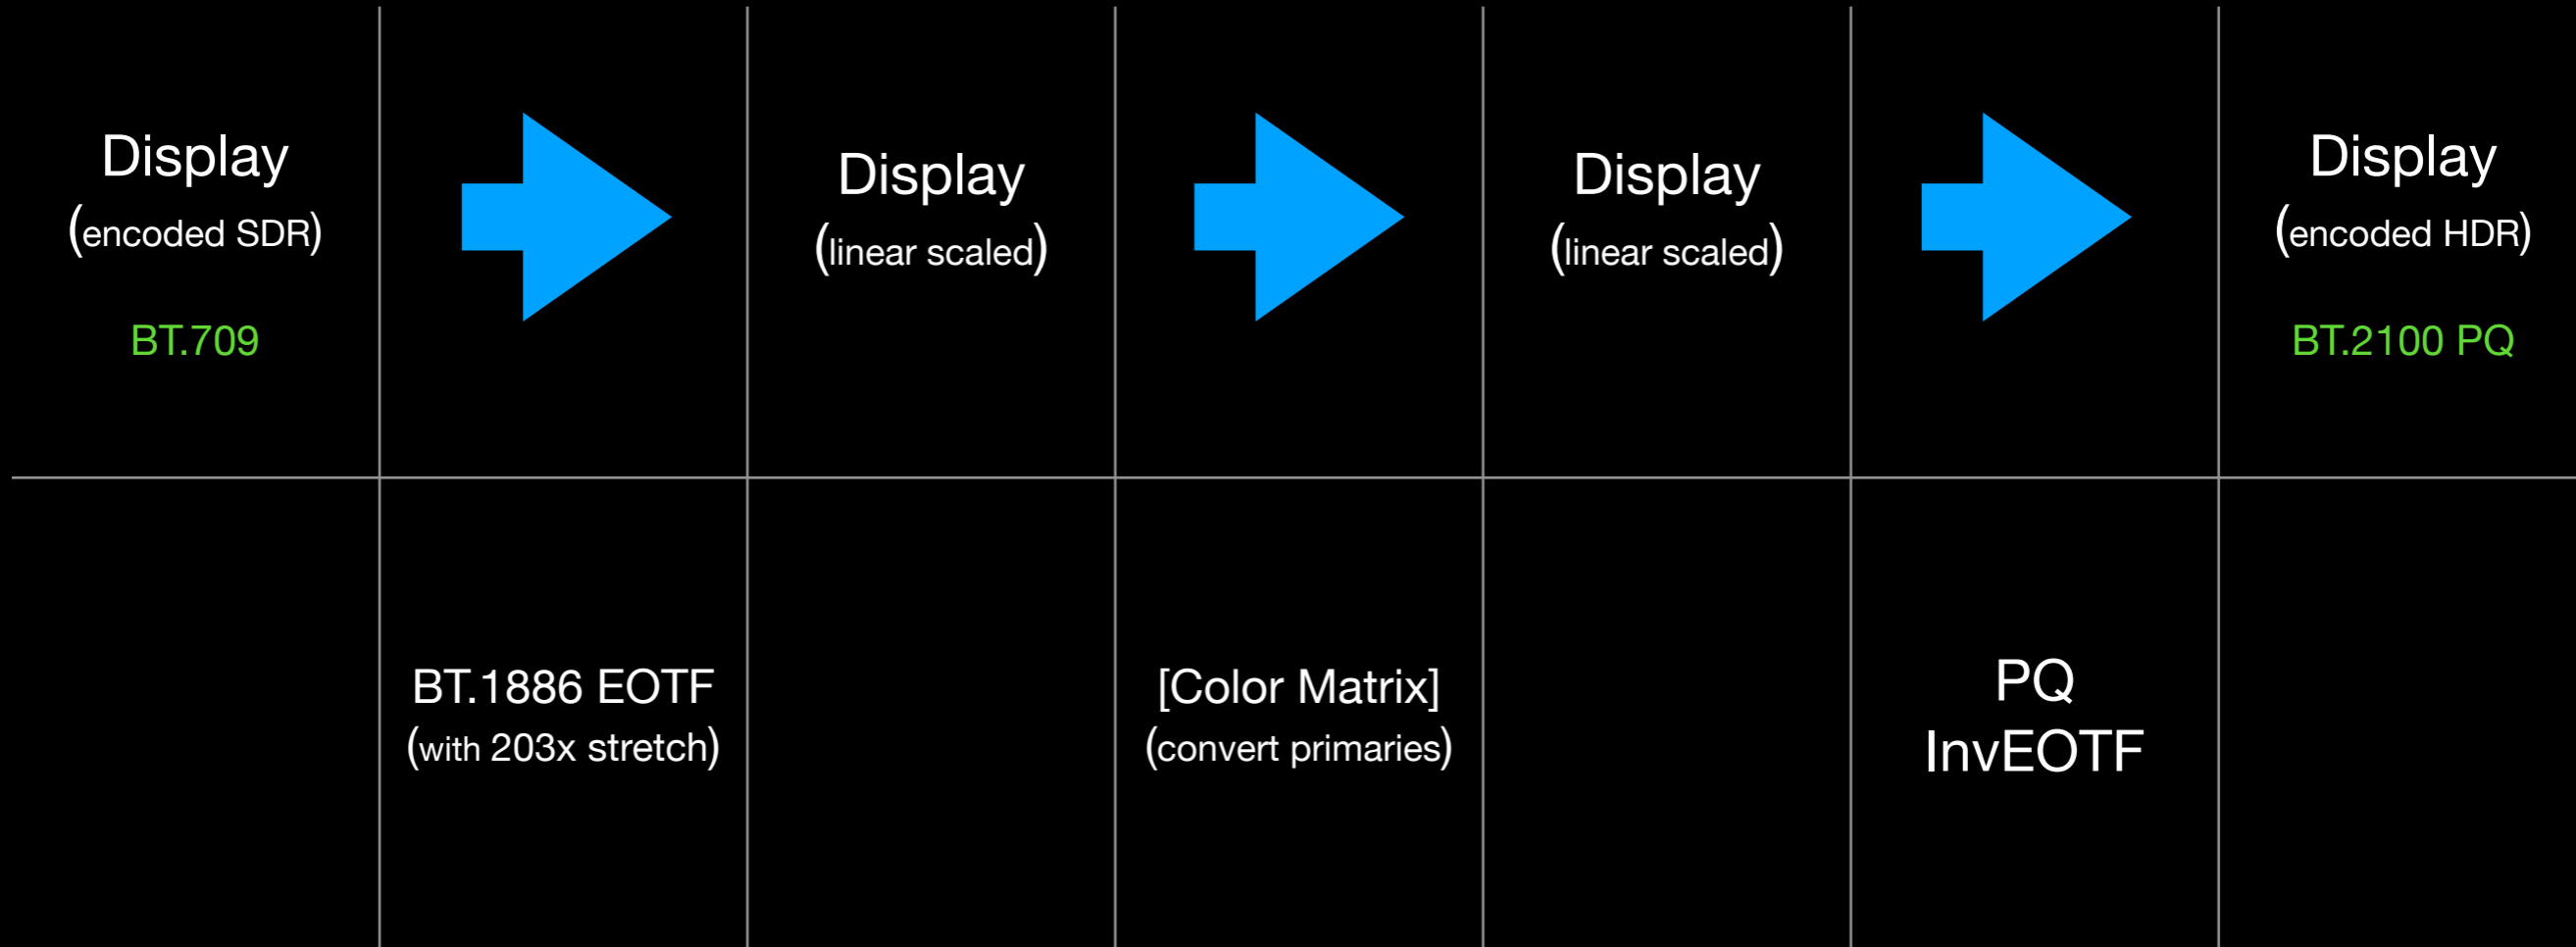 Display
(encoded SDR)
BT.709
Display
(linear scaled)
Display
(linear scaled)
Display
(encoded HDR)
BT.2100 PQ
BT.1886 EOTF
(with 203x stretch)
[Color Matrix]
(convert primaries)
PQ
InvEOTF